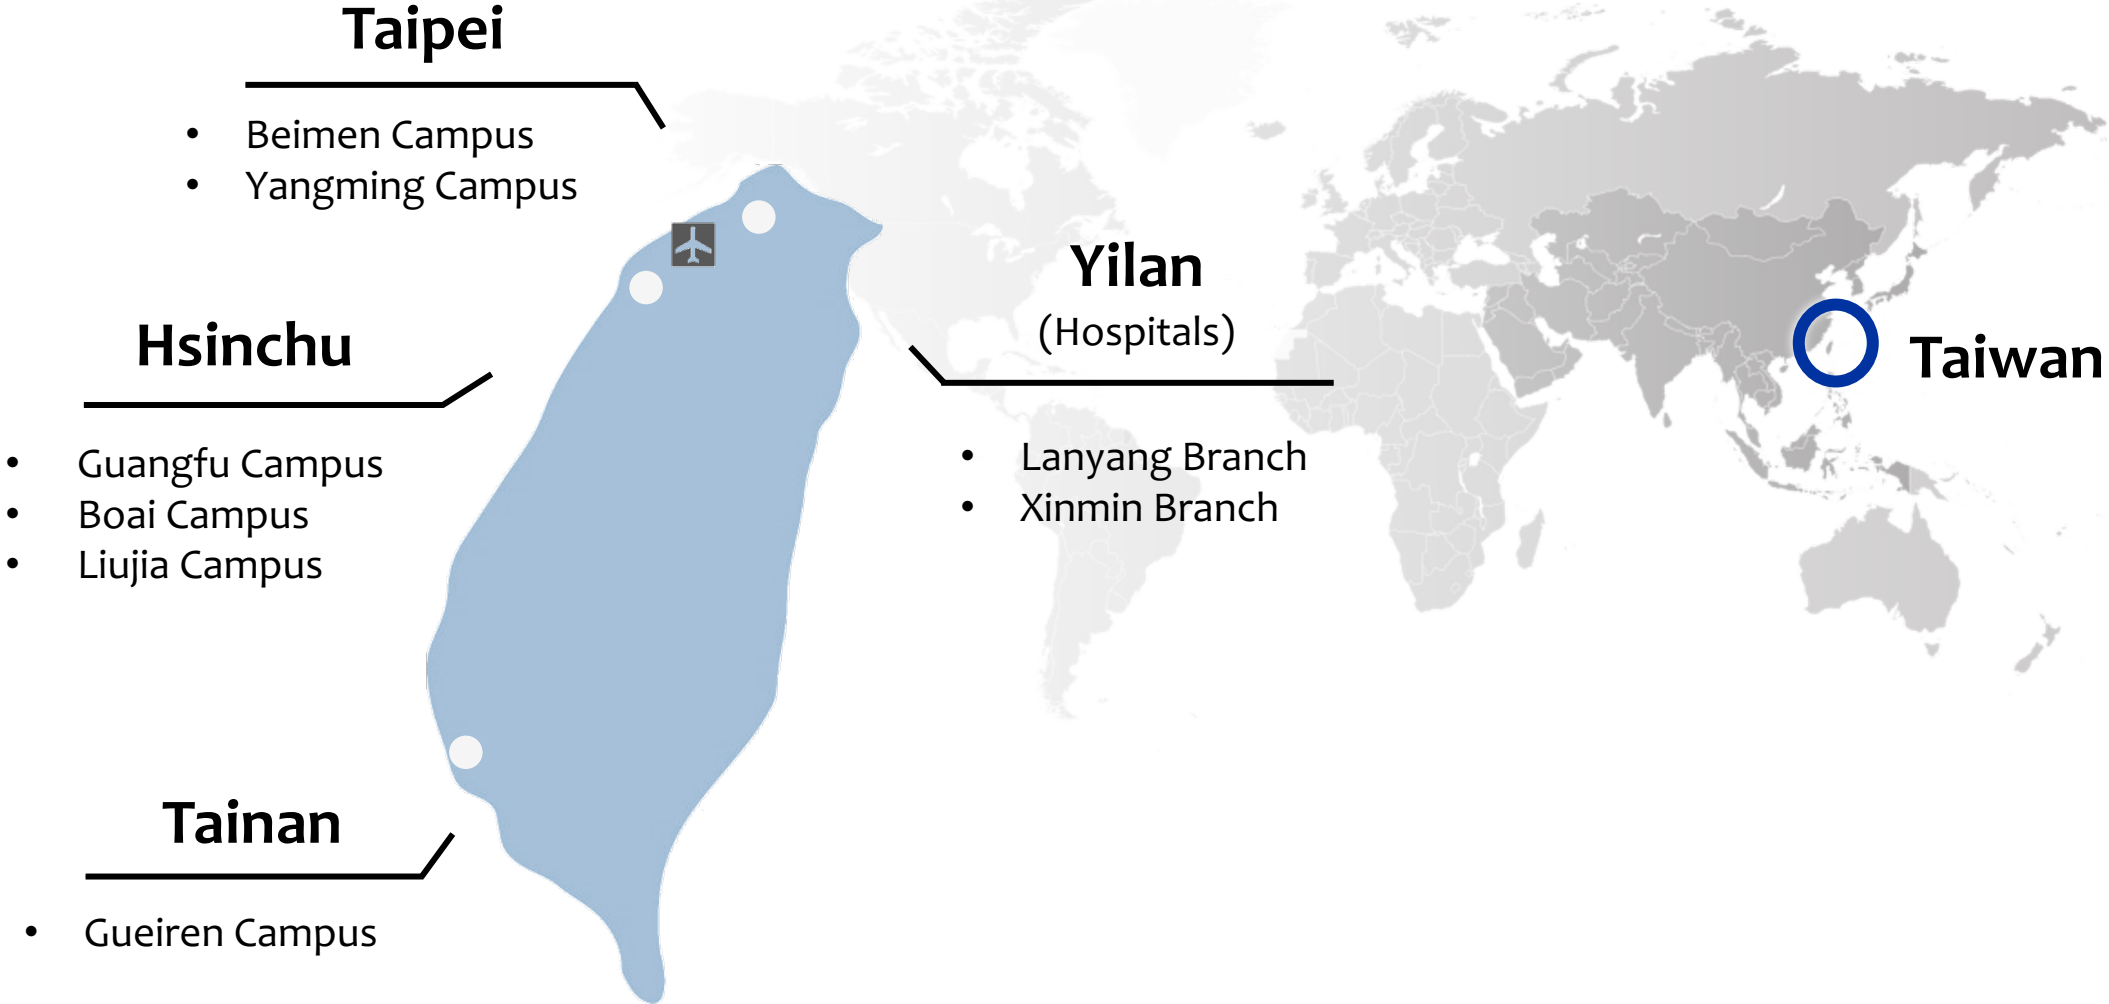 Taipei
• Beimen Campus
• Yangming Campus
Hsinchu
• Guangfu Campus
• Boai Campus
• Liujia Campus
Tainan
• Gueiren Campus
Yilan
(Hospitals)
• Lanyang Branch
• Xinmin Branch
Taiwan